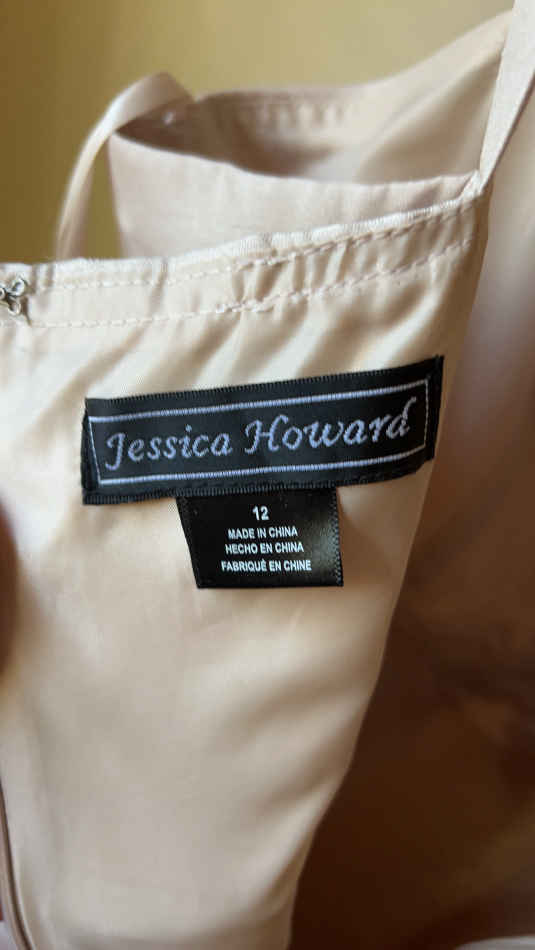 Jessica Howard
12
MADE IN CHINA
HECHO EN CHINA
FABRIQUÉ EN CHINE